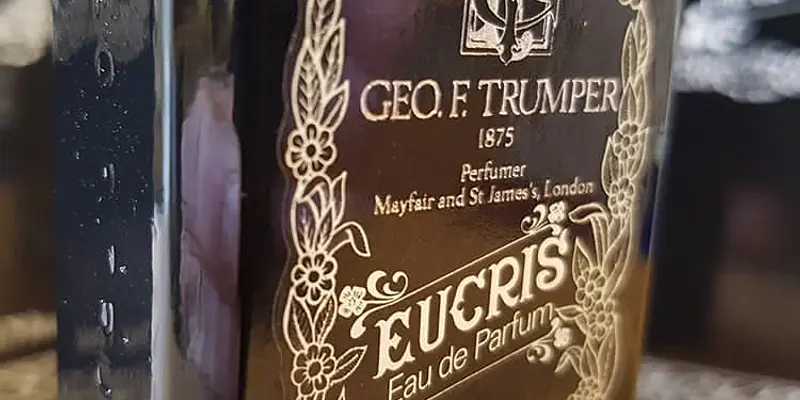 GEO. F. TRUMPER
1875
Perfumer
Mayfair and St James's, London
EUCRIS
Eau de Parfum